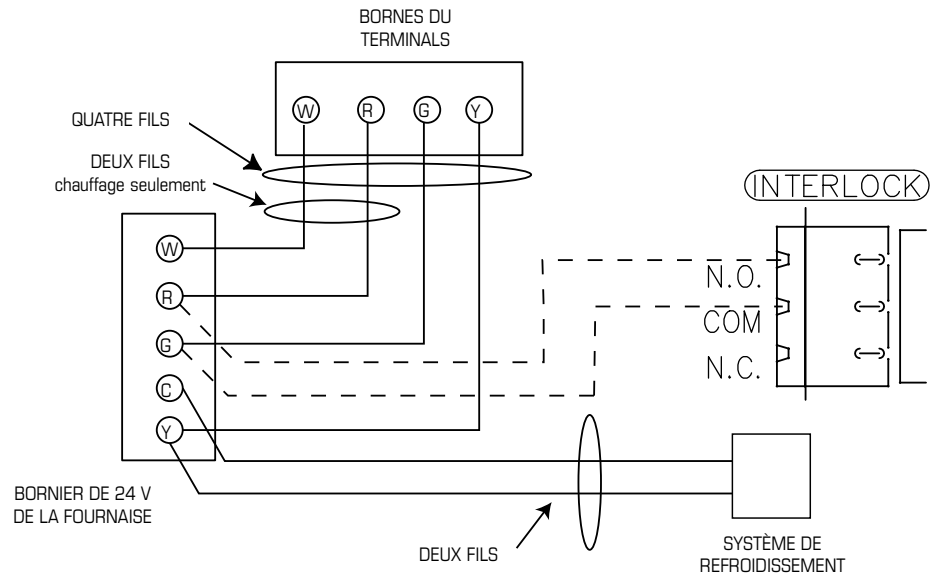 BORNES DU
TERMINALS
W R G Y
QUATRE FILS
DEUX FILS
chauffage seulement
INTERLOCK
W
R
G
C
Y
N.O.
COM
N.C.
BORNIER DE 24 V
DE LA FOURNAISE
DEUX FILS
SYSTÈME DE
REFROIDISSEMENT